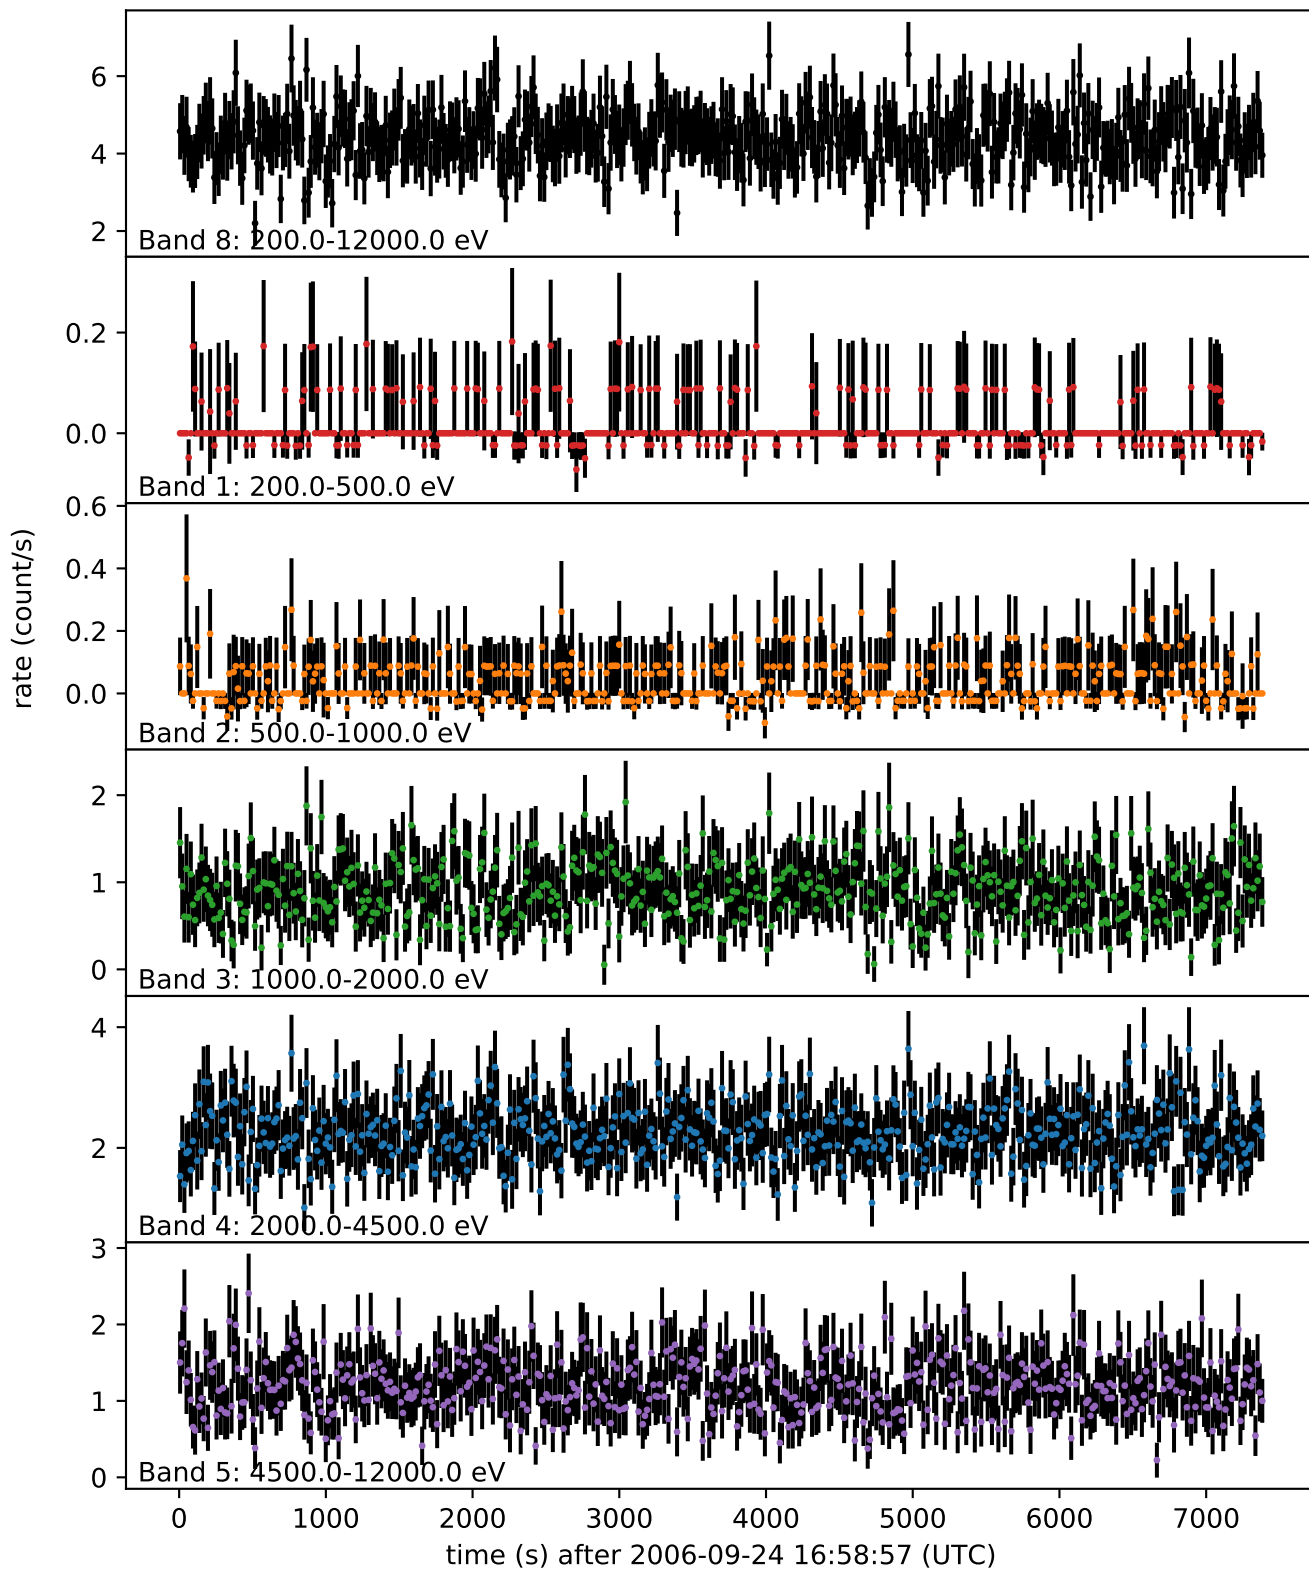 6
4
2
Band 8: 200.0-12000.0 eV
0.2
0.0
Band 1: 200.0-500.0 eV
0.6
0.4
0.2
0.0
Band 2: 500.0-1000.0 eV
rate (count/s)
2
1
0
Band 3: 1000.0-2000.0 eV
4
2
Band 4: 2000.0-4500.0 eV
3
2
1
0
Band 5: 4500.0-12000.0 eV
0 1000 2000 3000 4000 5000 6000 7000
time (s) after 2006-09-24 16:58:57 (UTC)